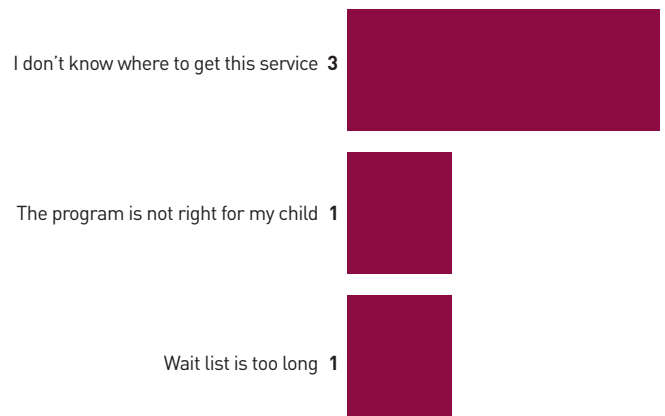 I don't know where to get this service 3
The program is not right for my child 1
Wait list is too long 1